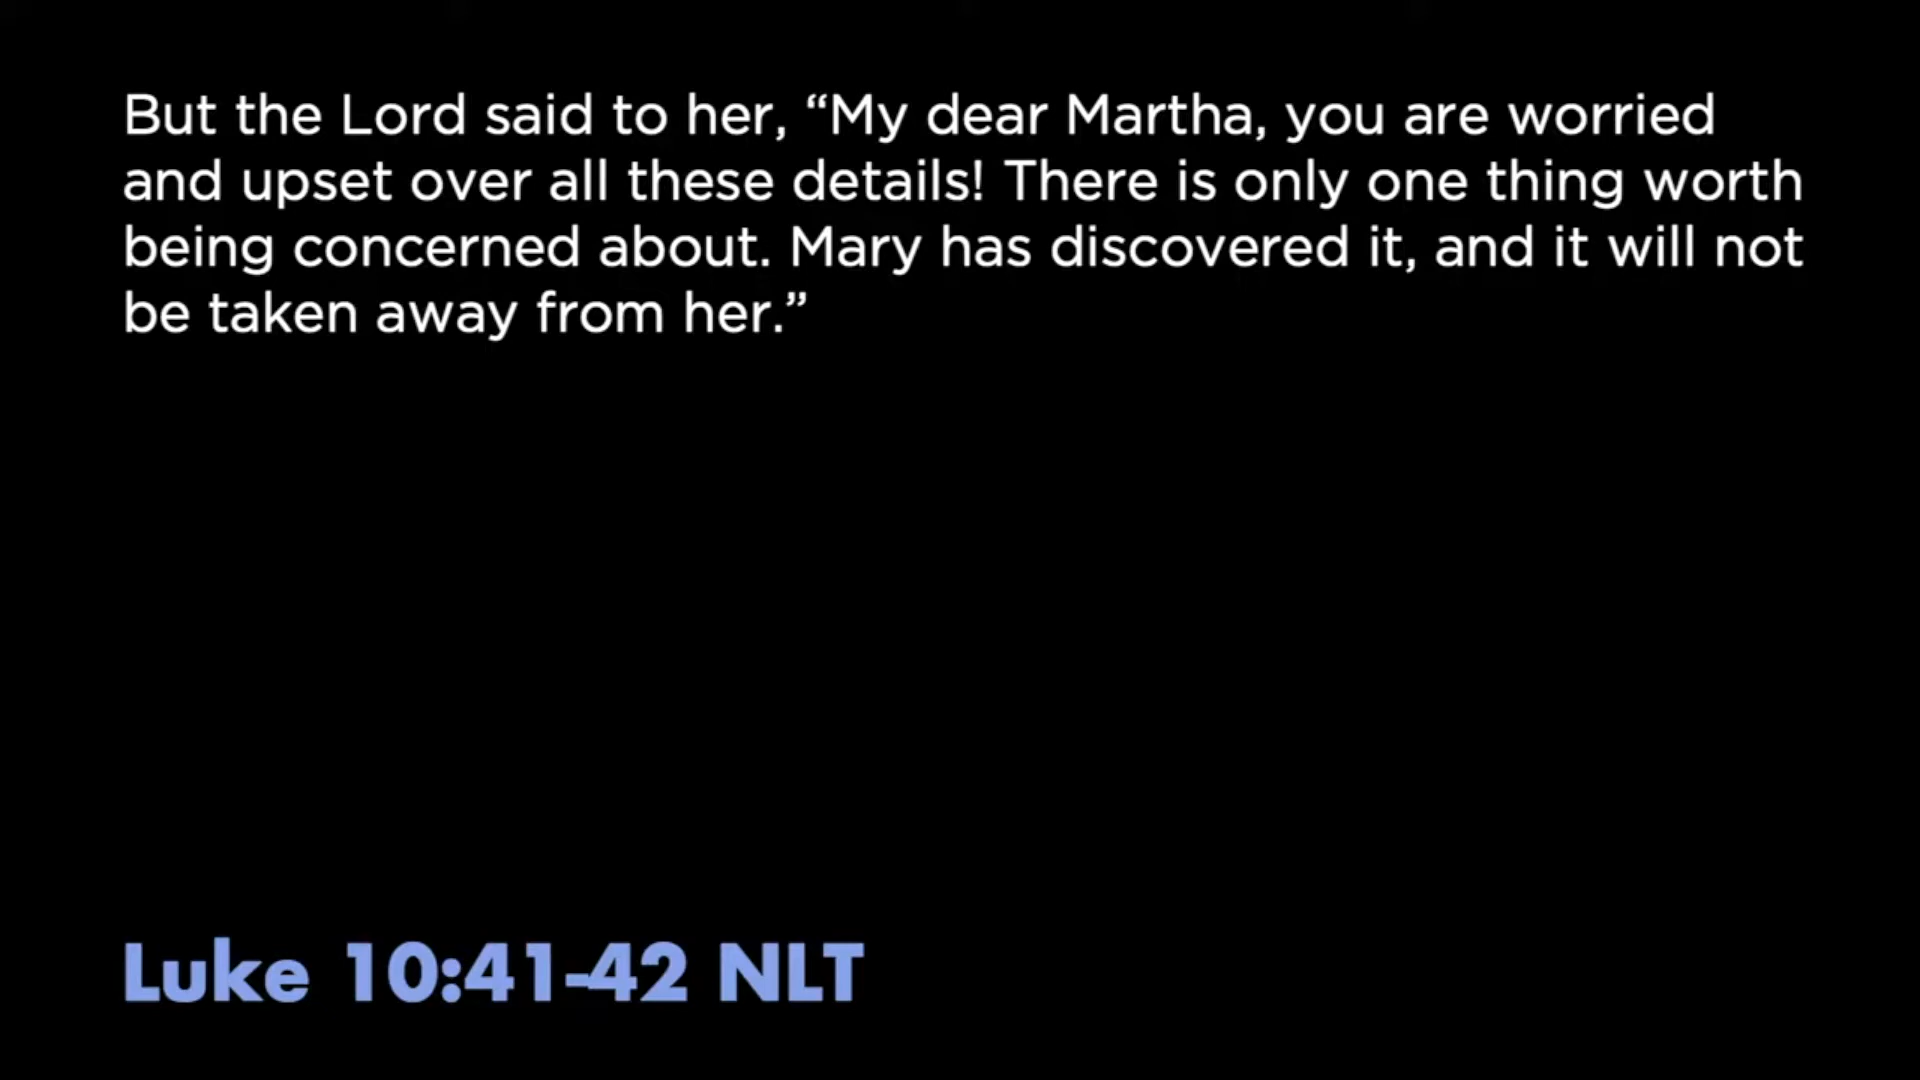 But the Lord said to her, “My dear Martha, you are worried
and upset over all these details! There is only one thing worth
being concerned about. Mary has discovered it, and it will not
be taken away from her.”
Luke 10:41-42 NLT